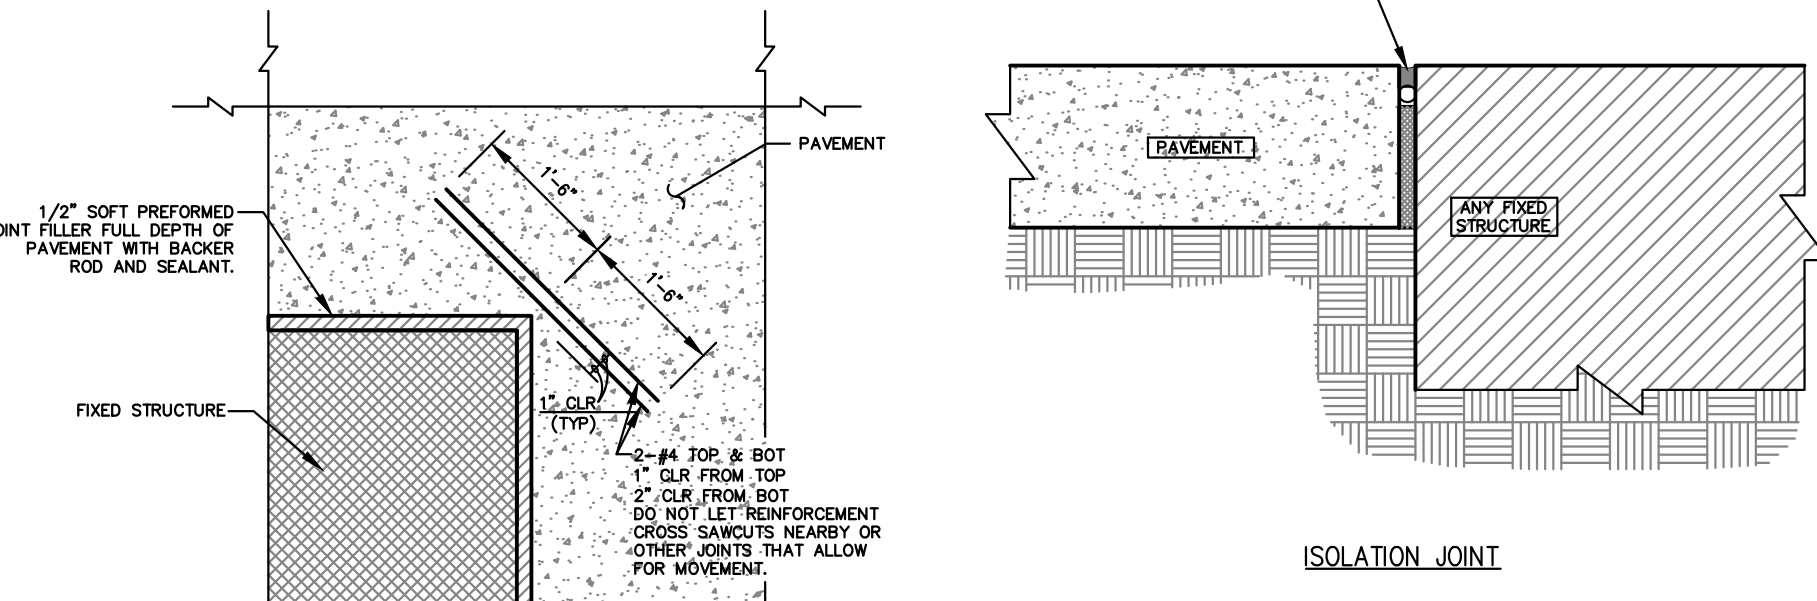 PAVEMENT
1'-6"
1'-6"
1/2" SOFT PREFORMED
OINT FILLER FULL DEPTH OF
PAVEMENT WITH BACKER
ROD AND SEALANT.
FIXED STRUCTURE
1" CLR
(TYP)
2-#4 TOP & BOT
1" CLR FROM TOP
2" CLR FROM BOT
DO NOT LET REINFORCEMENT
CROSS SAWCUTS NEARBY OR
OTHER JOINTS THAT ALLOW
FOR MOVEMENT.
PAVEMENT
ANY FIXED
STRUCTURE
ISOLATION JOINT